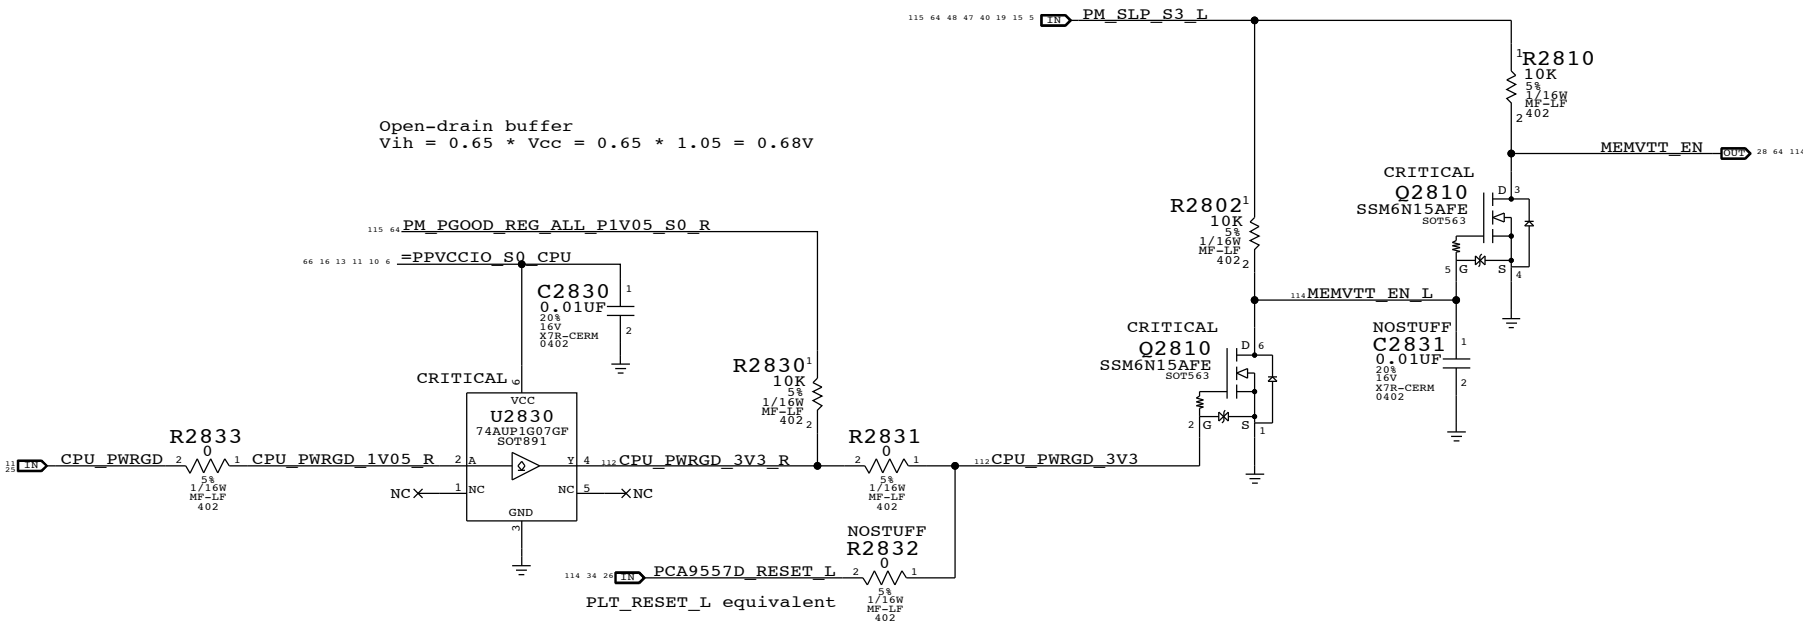 115 64 48 47 40 19 15 5 IN PM_SLP_S3_L
1
R2810
10K
5%
1/16W
MF-LF
402
2
Open-drain buffer
Vih = 0.65 * Vcc = 0.65 * 1.05 = 0.68V
MEMVTT_EN OUT 28 64 114
CRITICAL
Q2810
SSM6N15AFE
SOT563
D 3
5 G S 4
R2802
1
10K
5%
1/16W
MF-LF
402
2
115 64 PM_PGOOD_REG_ALL_P1V05_S0_R
66 16 13 11 10 6 =PPVCCIO_S0_CPU
C2830
0.01UF
20%
16V
X7R-CERM
0402
1
2
114 MEMVTT_EN_L
CRITICAL
Q2810
SSM6N15AFE
SOT563
D 6
2 G S 1
NOSTUFF
C2831
0.01UF
20%
16V
X7R-CERM
0402
1
2
R2830
1
10K
5%
1/16W
MF-LF
402
2
CRITICAL
6
VCC
U2830
74AUP1G07GF
SOT891
2 A Y 4
1 NC NC 5
GND
3
NC NC
11
25
IN CPU_PWRGD
R2833
0
2 1
5%
1/16W
MF-LF
402
CPU_PWRGD_1V05_R
112 CPU_PWRGD_3V3_R
R2831
0
2 1
5%
1/16W
MF-LF
402
112 CPU_PWRGD_3V3
NOSTUFF
R2832
0
2 1
5%
1/16W
MF-LF
402
114 34 26 IN PCA9557D_RESET_L
PLT_RESET_L equivalent